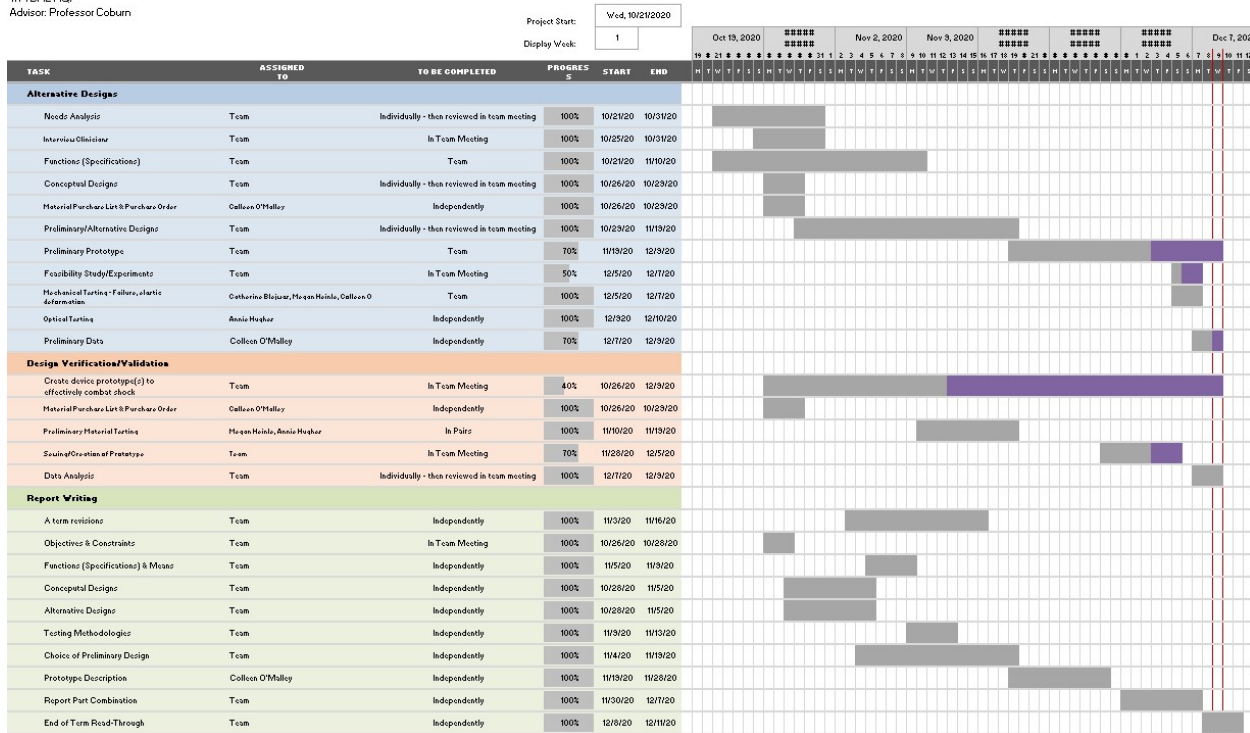 Advisor: Professor Coburn
Project Start: Wed, 10/21/2020
Display Week: 1
Oct 19, 2020 ##### ##### Nov 2, 2020 Nov 9, 2020 ##### ##### ##### ##### ##### ##### Dec 7, 202
TASK ASSIGNED TO TO BE COMPLETED PROGRES S START END
Alternative Designs
Needs Analysis Team Individually - then reviewed in team meeting 100% 10/21/20 10/31/20
Interview Clinicians Team In Team Meeting 100% 10/25/20 10/31/20
Functions (Specifications) Team Team 100% 10/21/20 11/10/20
Conceptual Designs Team Individually - then reviewed in team meeting 100% 10/26/20 10/29/20
Material Purchase List & Purchase Order Colleen O'Malley Independently 100% 10/26/20 10/29/20
Preliminary/Alternative Designs Team Individually - then reviewed in team meeting 100% 10/29/20 11/19/20
Preliminary Prototype Team Team 70% 11/19/20 12/9/20
Feasibility Study/Experiments Team In Team Meeting 50% 12/5/20 12/7/20
Mechanical Testing - Failure, elastic
deformation Catherine Blejwar, Megan Heinle, Colleen O Team 100% 12/5/20 12/7/20
Optical Testing Annie Hughes Independently 100% 12/920 12/10/20
Preliminary Data Colleen O'Malley Independently 70% 12/7/20 12/9/20
Design Verification/Validation
Create device prototype(s) to
effectively combat shock Team In Team Meeting 40% 10/26/20 12/9/20
Material Purchase List & Purchase Order Colleen O'Malley Independently 100% 10/26/20 10/29/20
Preliminary Material Testing Megan Heinle, Annie Hughes In Pairs 100% 11/10/20 11/19/20
Sewing/Creation of Prototype Team In Team Meeting 70% 11/28/20 12/5/20
Data Analysis Team Individually - then reviewed in team meeting 100% 12/7/20 12/9/20
Report Writing
A term revisions Team Independently 100% 11/3/20 11/16/20
Objectives & Constraints Team In Team Meeting 100% 10/26/20 10/28/20
Functions (Specifications) & Means Team Independently 100% 11/5/20 11/9/20
Conceputal Designs Team Independently 100% 10/28/20 11/5/20
Alternative Designs Team Independently 100% 10/28/20 11/5/20
Testing Methodologies Team Independently 100% 11/9/20 11/13/20
Choice of Preliminary Design Team Independently 100% 11/4/20 11/19/20
Prototype Description Colleen O'Malley Independently 100% 11/19/20 11/28/20
Report Part Combination Team Independently 100% 11/30/20 12/7/20
End of Term Read-Through Team Independently 100% 12/8/20 12/11/20